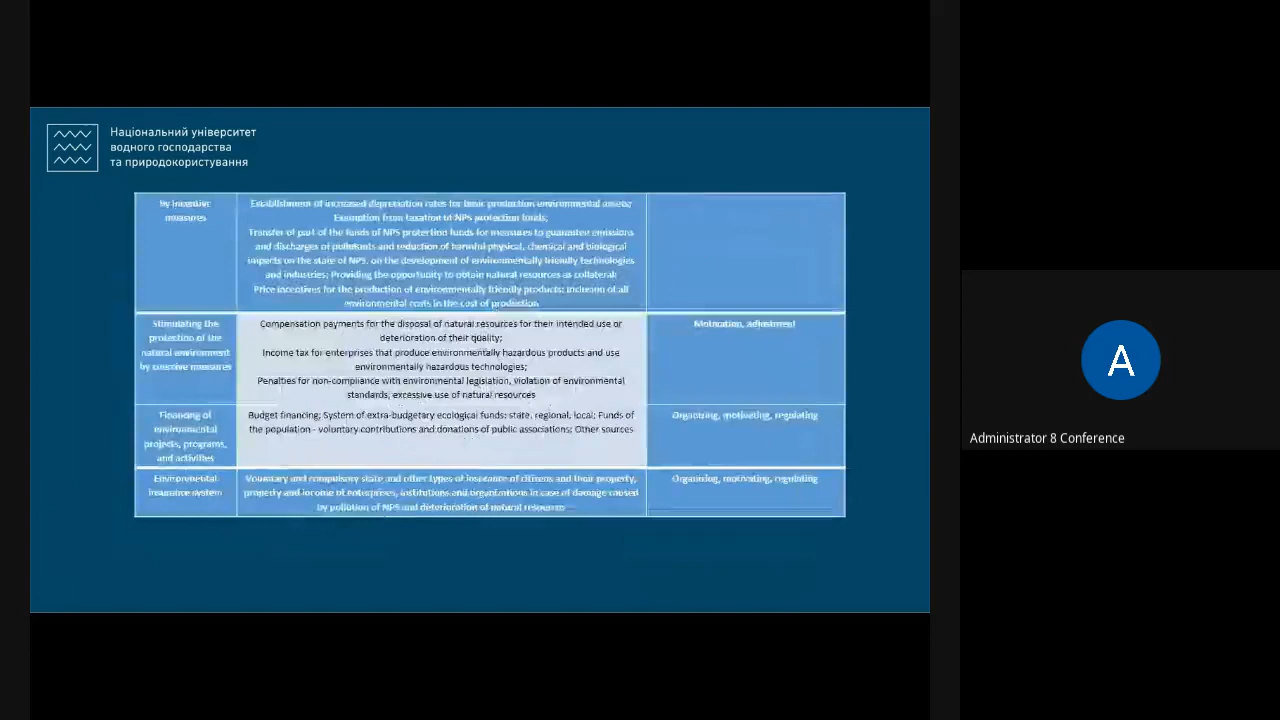 Національний університет
водного господарства
та природокористування
by incentive
measures
Establishment of increased depreciation rates for basic production environmental assets;
Exemption from taxation of NPS protection funds;
Transfer of part of the funds of NPS protection funds for measures to guarantee emissions
and discharges of pollutants and reduction of harmful physical, chemical and biological
impacts on the state of NPS, on the development of environmentally friendly technologies
and industries; Providing the opportunity to obtain natural resources as collateral;
Price incentives for the production of environmentally friendly products; inclusion of all
environmental costs in the cost of production
Stimulating the
protection of the
natural environment
by coercive measures
Compensation payments for the disposal of natural resources for their intended use or
deterioration of their quality;
Income tax for enterprises that produce environmentally hazardous products and use
environmentally hazardous technologies;
Penalties for non-compliance with environmental legislation, violation of environmental
standards, excessive use of natural resources
Motivation, adjustment
Financing of
environmental
projects, programs,
and activities
Budget financing; System of extra-budgetary ecological funds: state, regional, local; Funds of
the population - voluntary contributions and donations of public associations; Other sources
Organizing, motivating, regulating
Environmental
insurance system
Voluntary and compulsory state and other types of insurance of citizens and their property,
property and income of enterprises, institutions and organizations in case of damage caused
by pollution of NPS and deterioration of natural resources
Organizing, motivating, regulating
A
Administrator 8 Conference